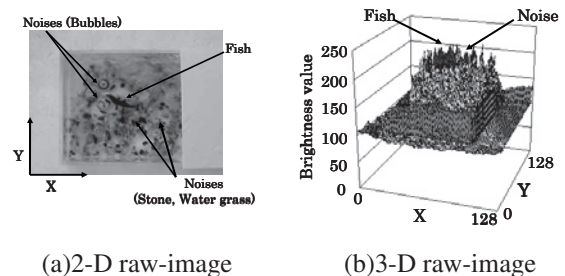 Noises (Bubbles)
Fish
Y
X
Noises
(Stone, Water grass)
(a)2-D raw-image
Fish
Noise
Brightness value
250
200
150
100
50
0
0
X
128
0
Y
128
(b)3-D raw-image